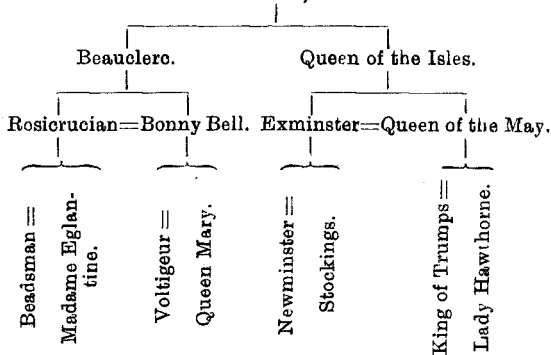 Beauclerc. Queen of the Isles.
Rosicrucian=Bonny Bell. Exminster=Queen of the May.
Beadsman=
Madame Eglan-
tine.
Voltigeur=
Queen Mary.
Newminster=
Stockings.
King of Trumps=
Lady Hawthorne.